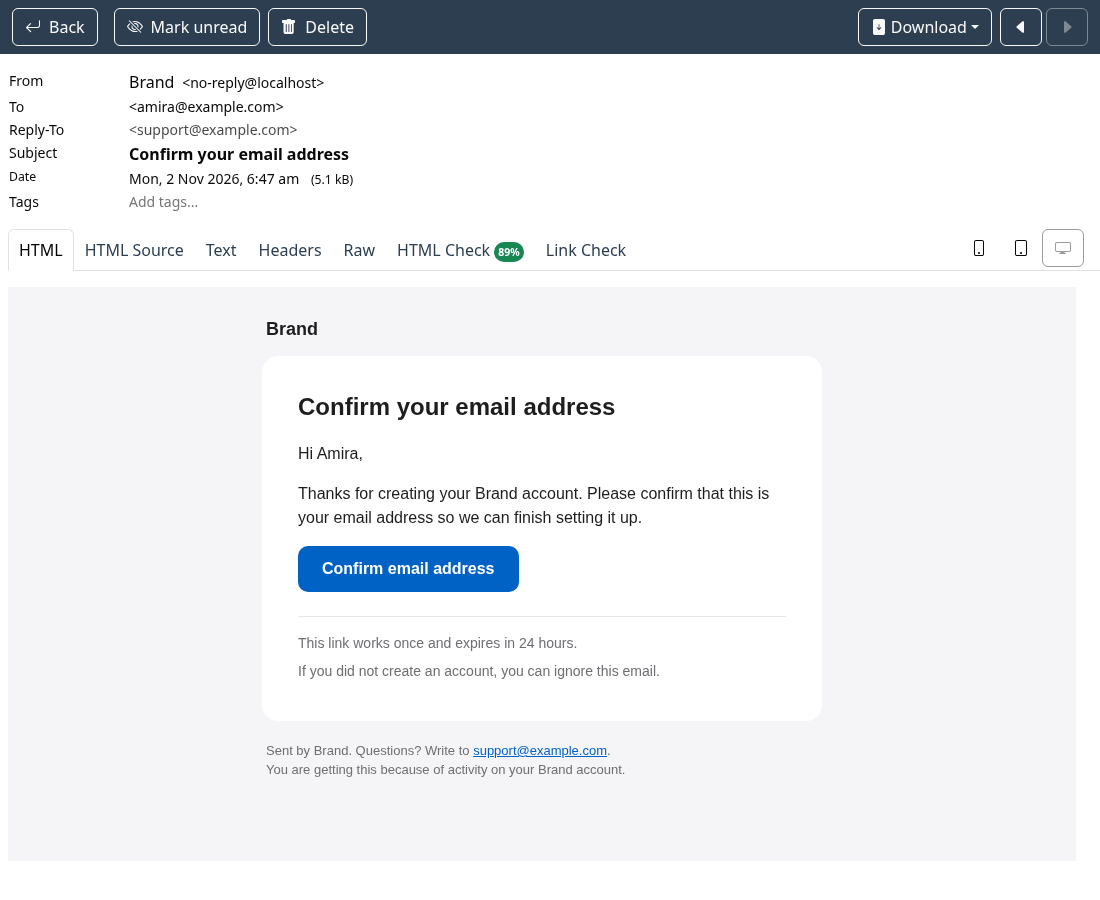 Back Mark unread Delete Download
From Brand <no-reply@localhost>
To <amira@example.com>
Reply-To <support@example.com>
Subject Confirm your email address
Date Mon, 2 Nov 2026, 6:47 am (5.1 kB)
Tags Add tags...
HTML HTML Source Text Headers Raw HTML Check 89% Link Check
Brand
Confirm your email address
Hi Amira,
Thanks for creating your Brand account. Please confirm that this is
your email address so we can finish setting it up.
Confirm email address
This link works once and expires in 24 hours.
If you did not create an account, you can ignore this email.
Sent by Brand. Questions? Write to support@example.com.
You are getting this because of activity on your Brand account.